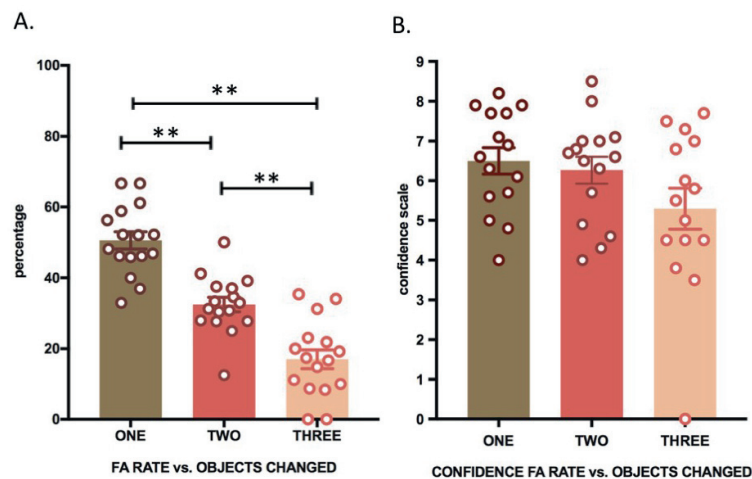 A.
100
80
60
40
20
0
percentage
**
**
**
ONE TWO THREE
FA RATE vs. OBJECTS CHANGED
B.
9
8
7
6
5
4
3
2
1
0
confidence scale
ONE TWO THREE
CONFIDENCE FA RATE vs. OBJECTS CHANGED